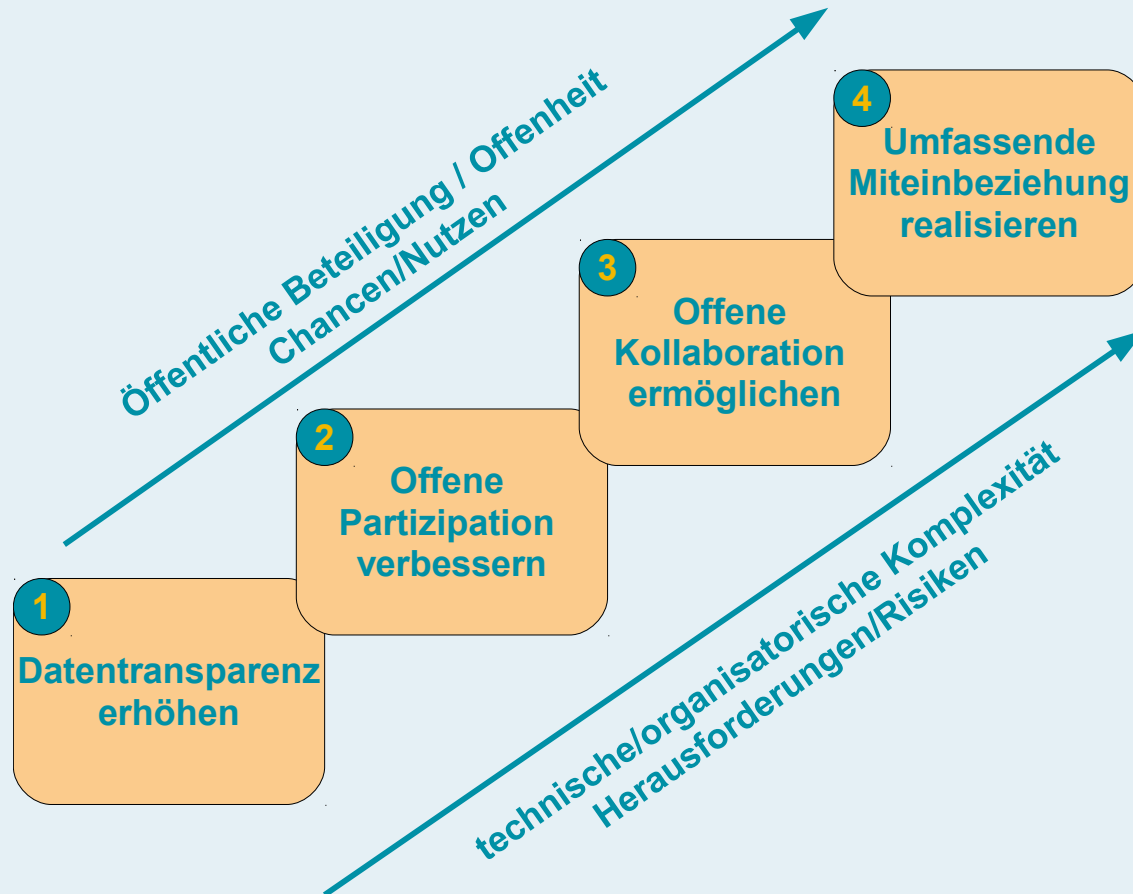 Öffentliche Beteiligung / Offenheit
Chancen/Nutzen
4
Umfassende
Miteinbeziehung
realisieren
3
Offene
Kollaboration
ermöglichen
2
Offene
Partizipation
verbessern
1
Datentransparenz
erhöhen
technische/organisatorische Komplexität
Herausforderungen/Risiken